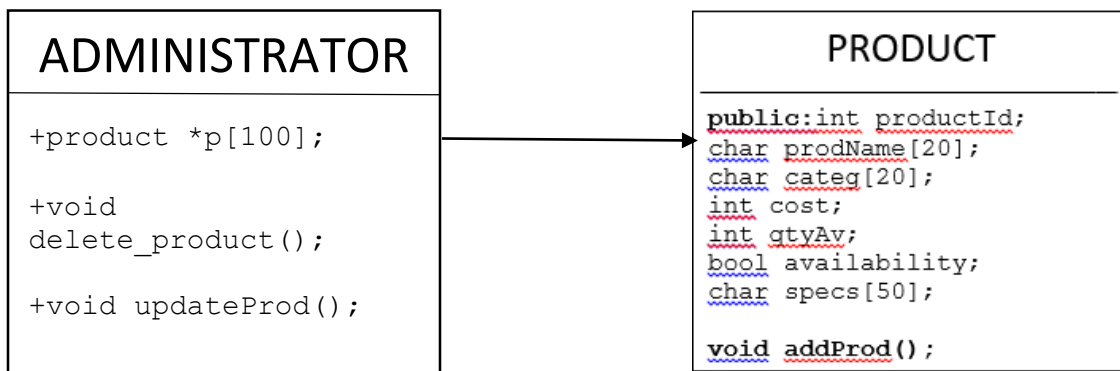 ADMINISTRATOR
+product *p[100];
+void
delete_product();
+void updateProd();
PRODUCT
public:int productId;
char prodName[20];
char categ[20];
int cost;
int qtyAv;
bool availability;
char specs[50];
void addProd();